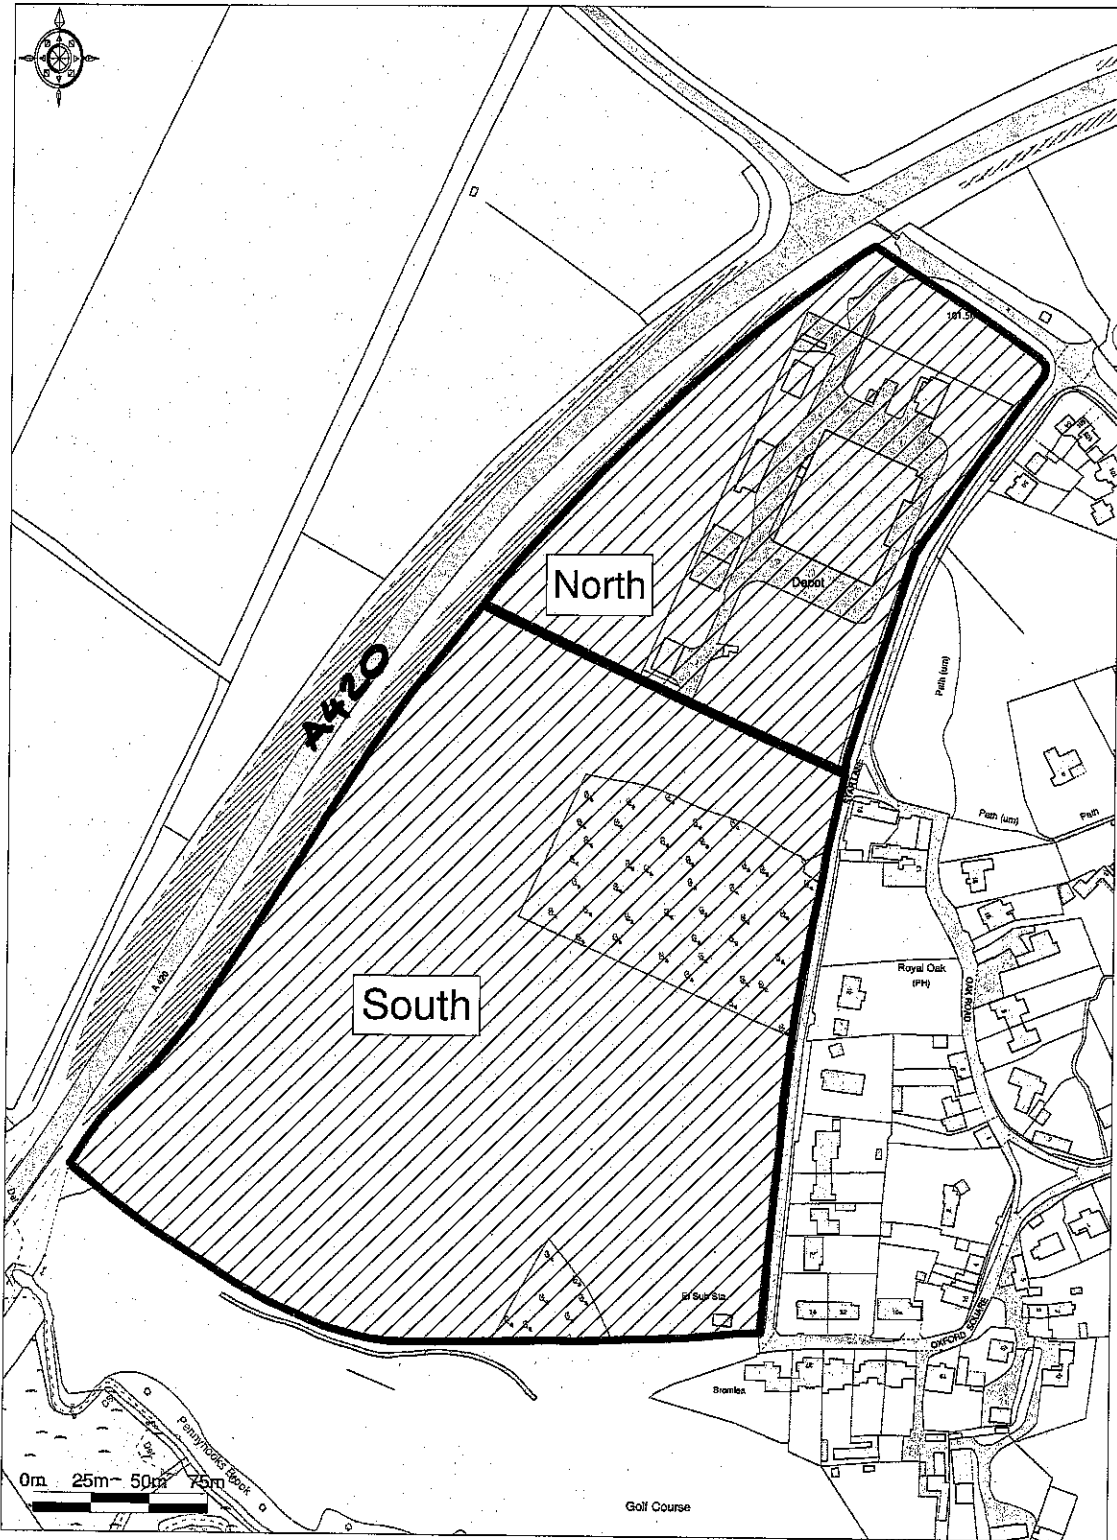 North
Depot
A420
Path (um)
Path (um)
Path
STAR LANE
A 420
South
Royal Oak
(PH)
OAK ROAD
El Sub Sta
OXFORD SQUARE
Bromlea
Pennyhooks Brook
0m 25m 50m 75m
Golf Course